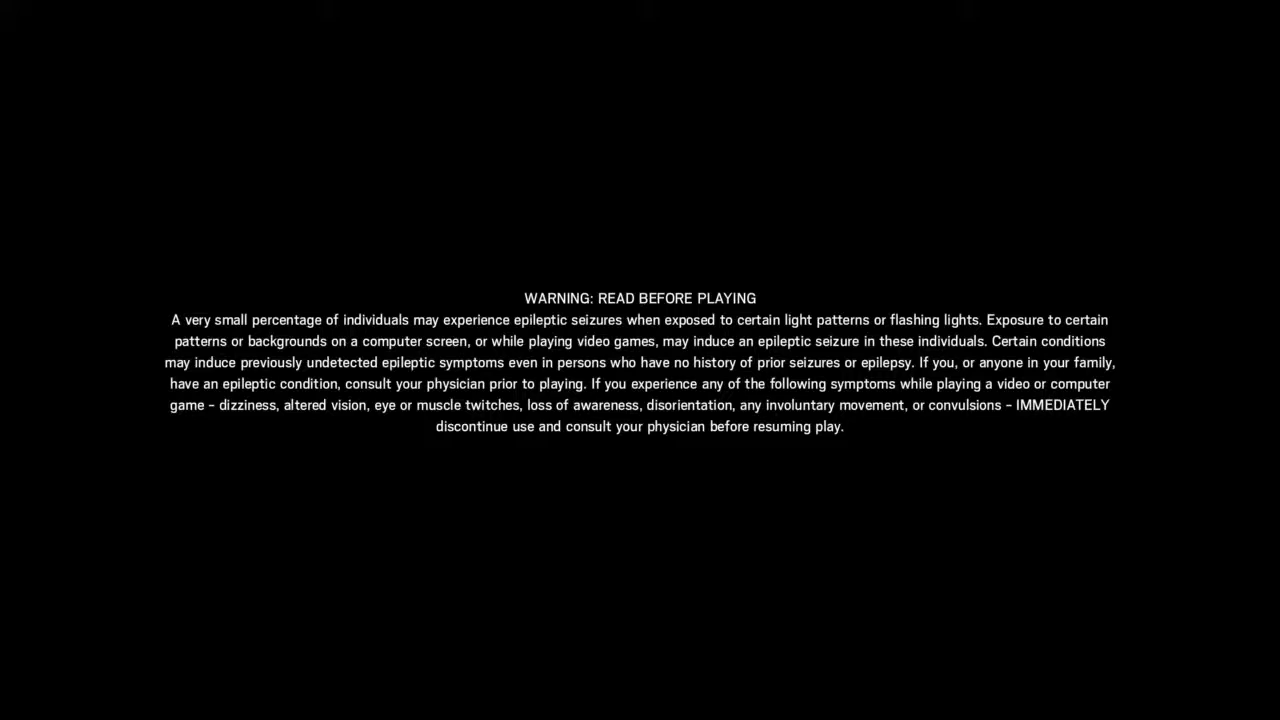 WARNING: READ BEFORE PLAYING
A very small percentage of individuals may experience epileptic seizures when exposed to certain light patterns or flashing lights. Exposure to certain
patterns or backgrounds on a computer screen, or while playing video games, may induce an epileptic seizure in these individuals. Certain conditions
may induce previously undetected epileptic symptoms even in persons who have no history of prior seizures or epilepsy. If you, or anyone in your family,
have an epileptic condition, consult your physician prior to playing. If you experience any of the following symptoms while playing a video or computer
game – dizziness, altered vision, eye or muscle twitches, loss of awareness, disorientation, any involuntary movement, or convulsions – IMMEDIATELY
discontinue use and consult your physician before resuming play.